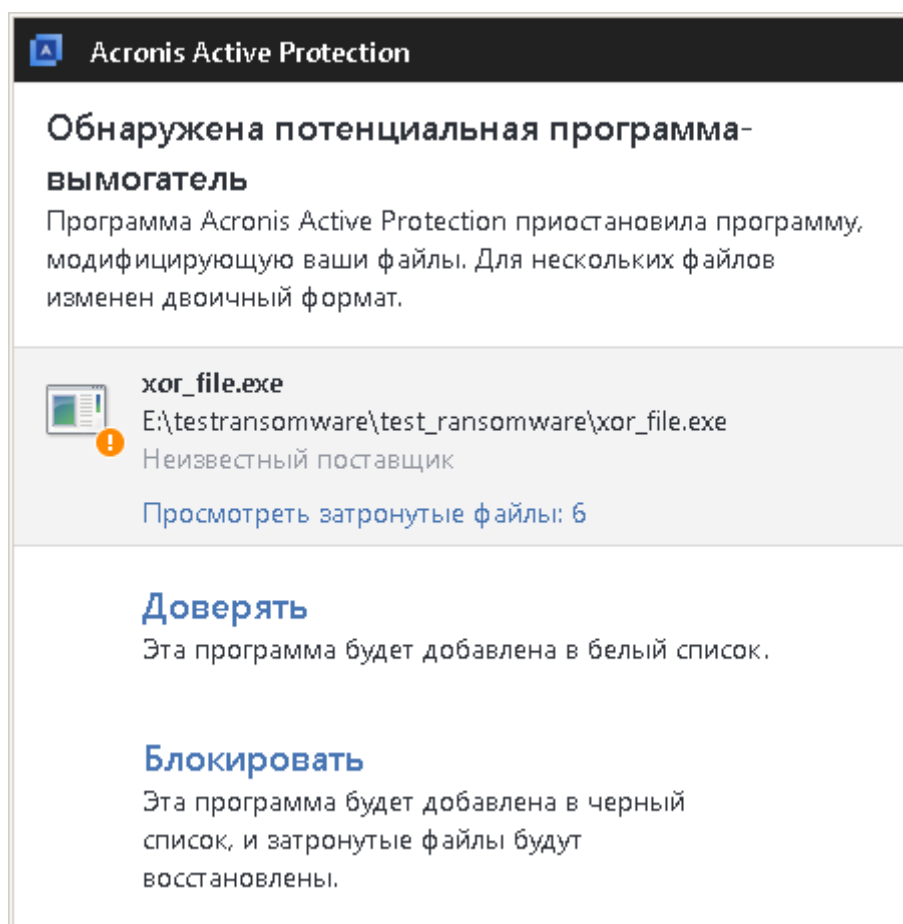 Acronis Active Protection
Обнаружена потенциальная программа-
вымогатель
Программа Acronis Active Protection приостановила программу,
модифицирующую ваши файлы. Для нескольких файлов
изменен двоичный формат.
xor_file.exe
E:\testransomware\test_ransomware\xor_file.exe
Неизвестный поставщик
Просмотреть затронутые файлы: 6
Доверять
Эта программа будет добавлена в белый список.
Блокировать
Эта программа будет добавлена в черный
список, и затронутые файлы будут
восстановлены.